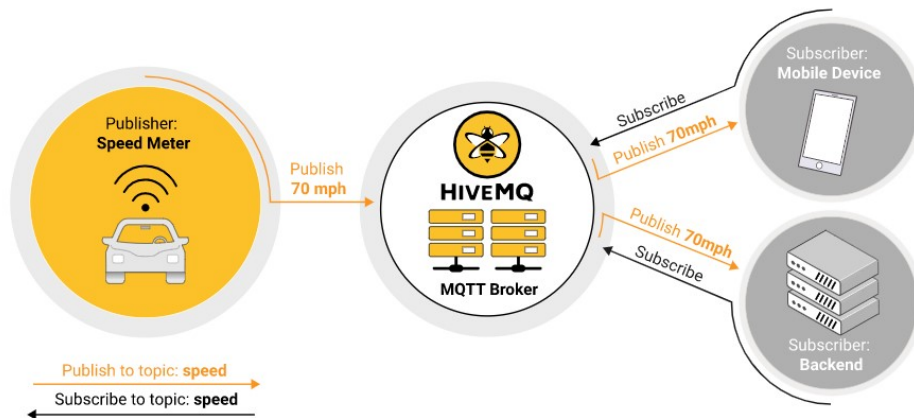 Publisher:
Speed Meter
Publish
70 mph
HIVEMQ
MQTT Broker
Subscribe
Publish 70mph
Subscriber:
Mobile Device
Publish 70mph
Subscribe
Subscriber:
Backend
Publish to topic: speed
Subscribe to topic: speed